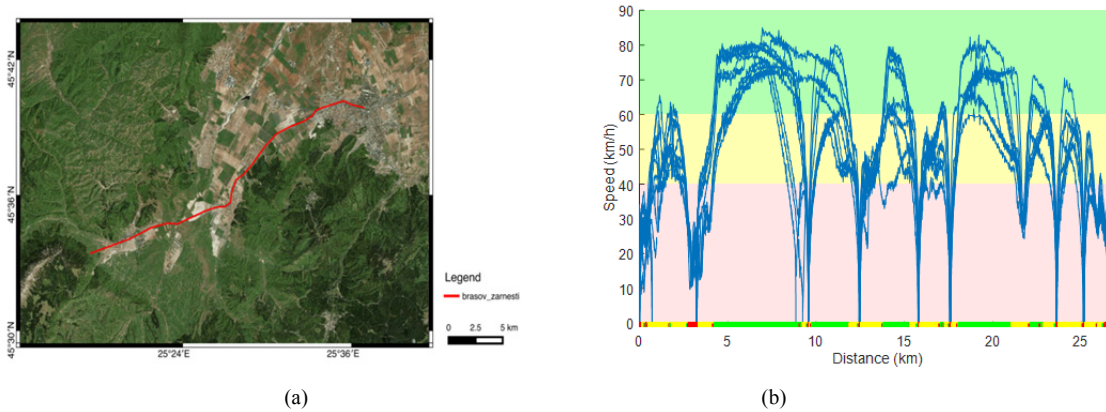 45°42'N
45°36'N
45°30'N
25°24'E
25°36'E
Legend
brasov_zarnesti
0 2.5 5 km
(a)
90
80
70
60
50
40
30
20
10
0
Speed (km/h)
0 5 10 15 20 25
Distance (km)
(b)